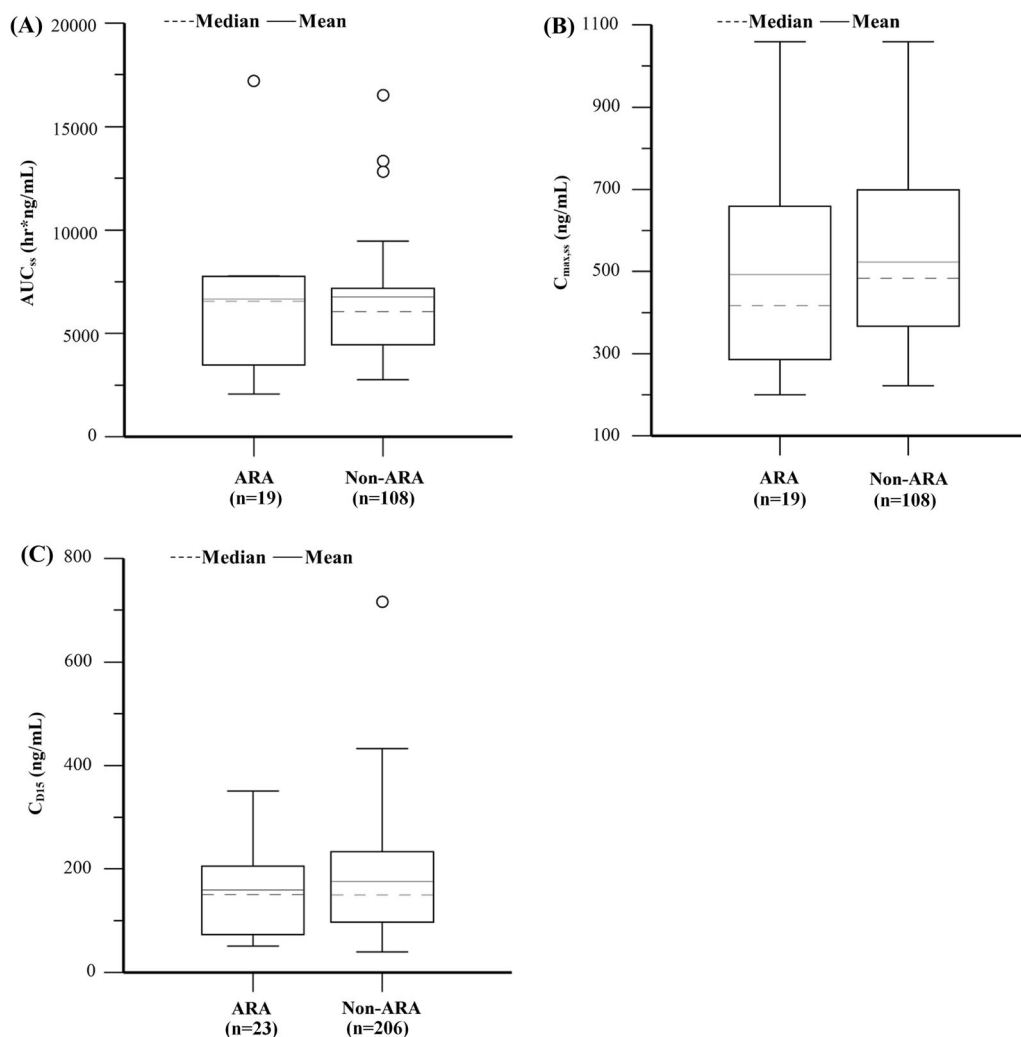 (A)
----Median —Mean
20000
15000
10000
5000
0
AUCss (hr*ng/mL)
ARA
(n=19)
Non-ARA
(n=108)
(B)
----Median —Mean
1100
900
700
500
300
100
Cmax,ss (ng/mL)
ARA
(n=19)
Non-ARA
(n=108)
(C)
----Median —Mean
800
600
400
200
0
CD15 (ng/mL)
ARA
(n=23)
Non-ARA
(n=206)